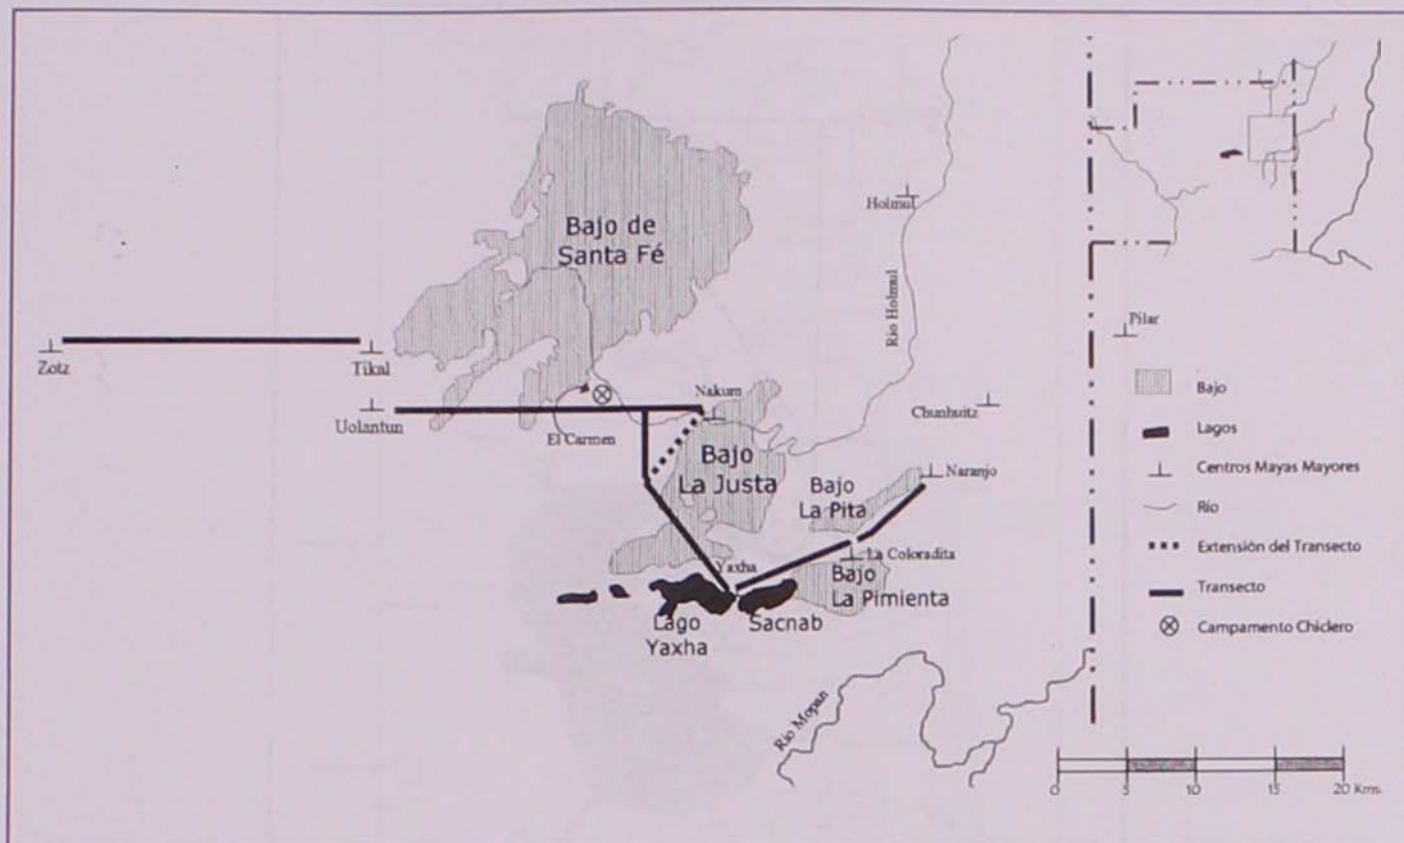 Bajo de
Santa Fé
Holmul
Río Holmul
Pilar
Zotz
Tikal
Nakum
Chunhuitz
Uolantun
El Carmen
Bajo
La Justa
Bajo
La Pita
Naranjo
Yaxha
La Coloradita
Bajo
La Pimienta
Lago
Yaxha
Sacnab
Río Mopan
Bajo
Lagos
Centros Mayas Mayores
Río
Extensión del Transecto
Transecto
Campamento Chiclero
0 5 10 15 20 Kms.